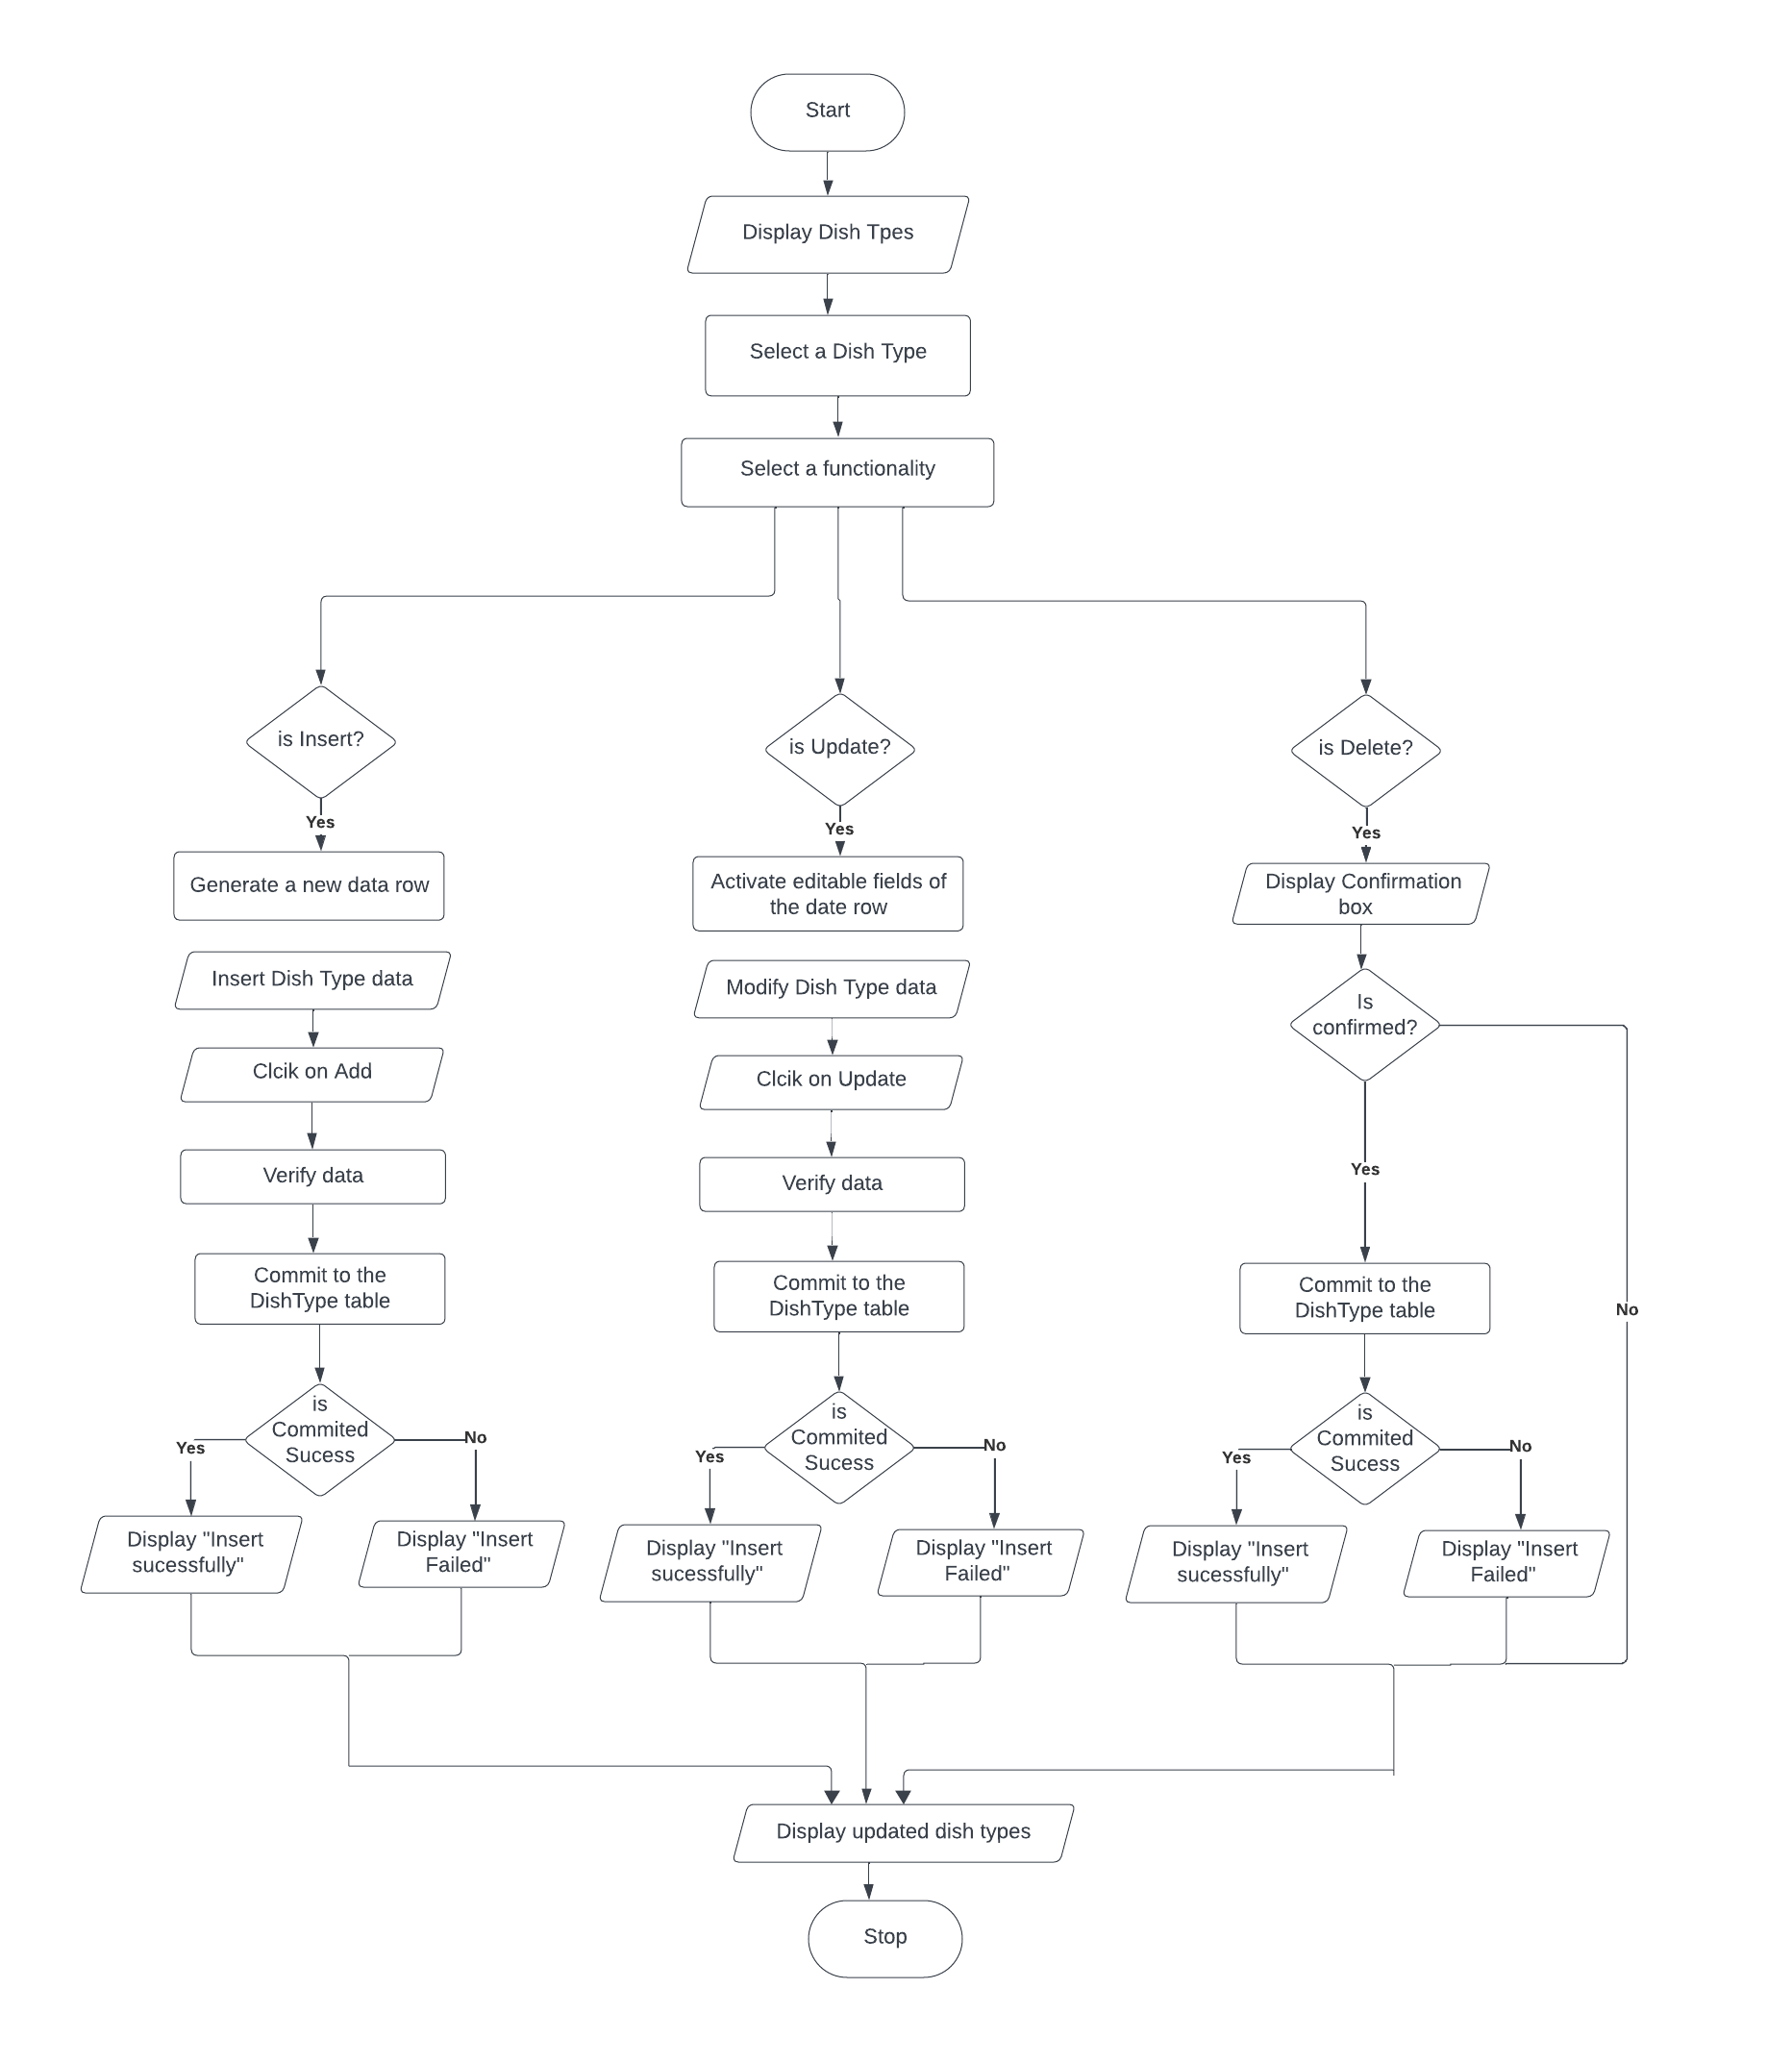 Start
Display Dish Tpes
Select a Dish Type
Select a functionality
is Insert?
is Update?
is Delete?
Yes
Yes
Yes
Generate a new data row
Activate editable fields of
the date row
Display Confirmation
box
Insert Dish Type data
Modify Dish Type data
Is
confirmed?
Clcik on Add
Clcik on Update
Yes
Verify data
Verify data
Commit to the
DishType table
Commit to the
DishType table
Commit to the
DishType table
No
is
Commited
Sucess
Yes
No
is
Commited
Sucess
Yes
No
is
Commited
Sucess
Yes
No
Display "Insert
sucessfully"
Display "Insert
Failed"
Display "Insert
sucessfully"
Display "Insert
Failed"
Display "Insert
sucessfully"
Display "Insert
Failed"
Display updated dish types
Stop